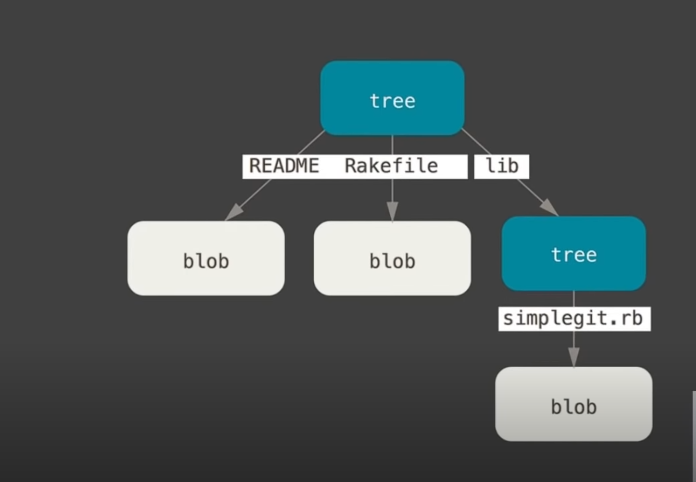 tree
README Rakefile lib
blob blob tree
simplegit.rb
blob